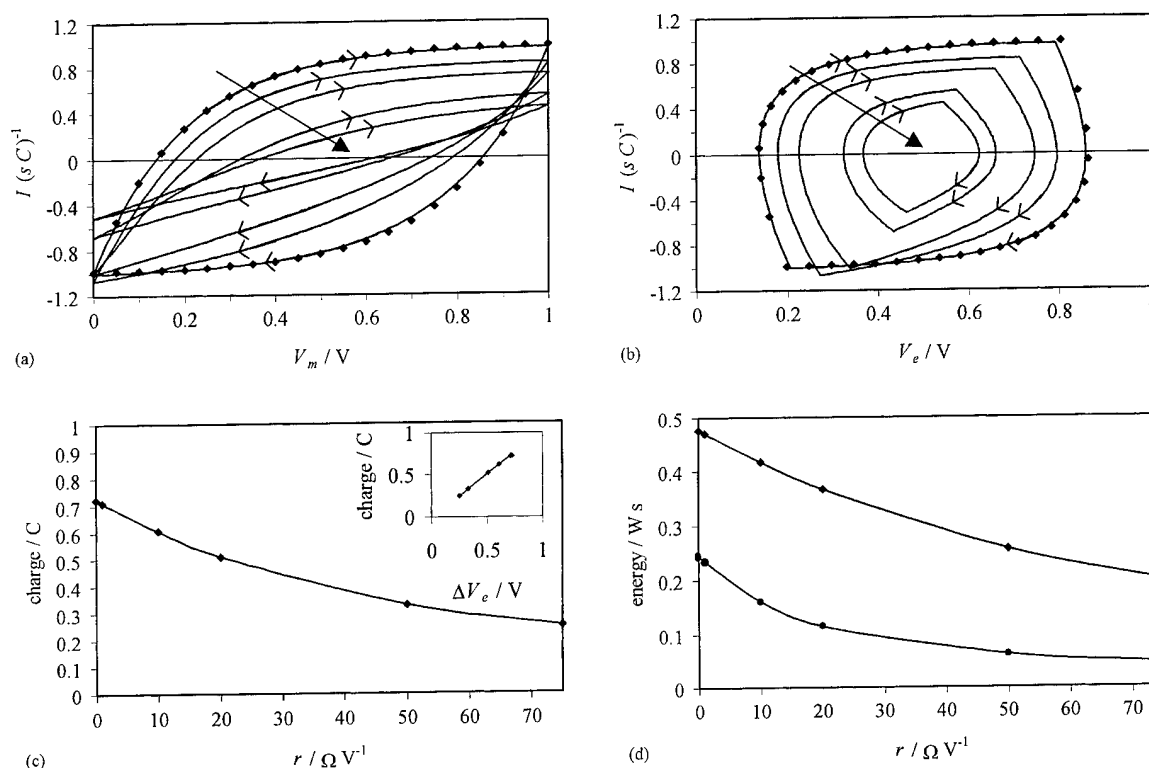 1.2
0.8
0.4
0
-0.4
-0.8
-1.2
I (s C)⁻¹
0 0.2 0.4 0.6 0.8 1
V_m / V
(a)
1.2
0.8
0.4
0
-0.4
-0.8
-1.2
I (s C)⁻¹
0 0.2 0.4 0.6 0.8
V_e / V
(b)
1
0.9
0.8
0.7
0.6
0.5
0.4
0.3
0.2
0.1
0
charge / C
0 10 20 30 40 50 60 70
r / Ω V⁻¹
(c)
1
0.5
0
charge / C
0 0.5 1
ΔV_e / V
0.5
0.4
0.3
0.2
0.1
0
energy / W s
0 10 20 30 40 50 60 70
r / Ω V⁻¹
(d)